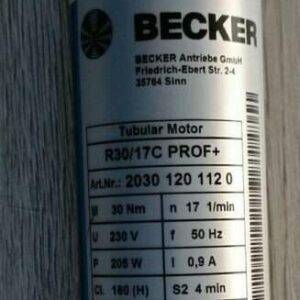 BECKER
BECKER Antriebe GmbH
Friedrich-Ebert Str. 2-4
35764 Sinn
Tubular Motor
R30/17C PROF+
Art.Nr.: 2030 120 112 0
M 30 Nm n 17 1/min
U 230 V f 50 Hz
P 205 W I 0,9 A
Cl. 180 (H) S2 4 min